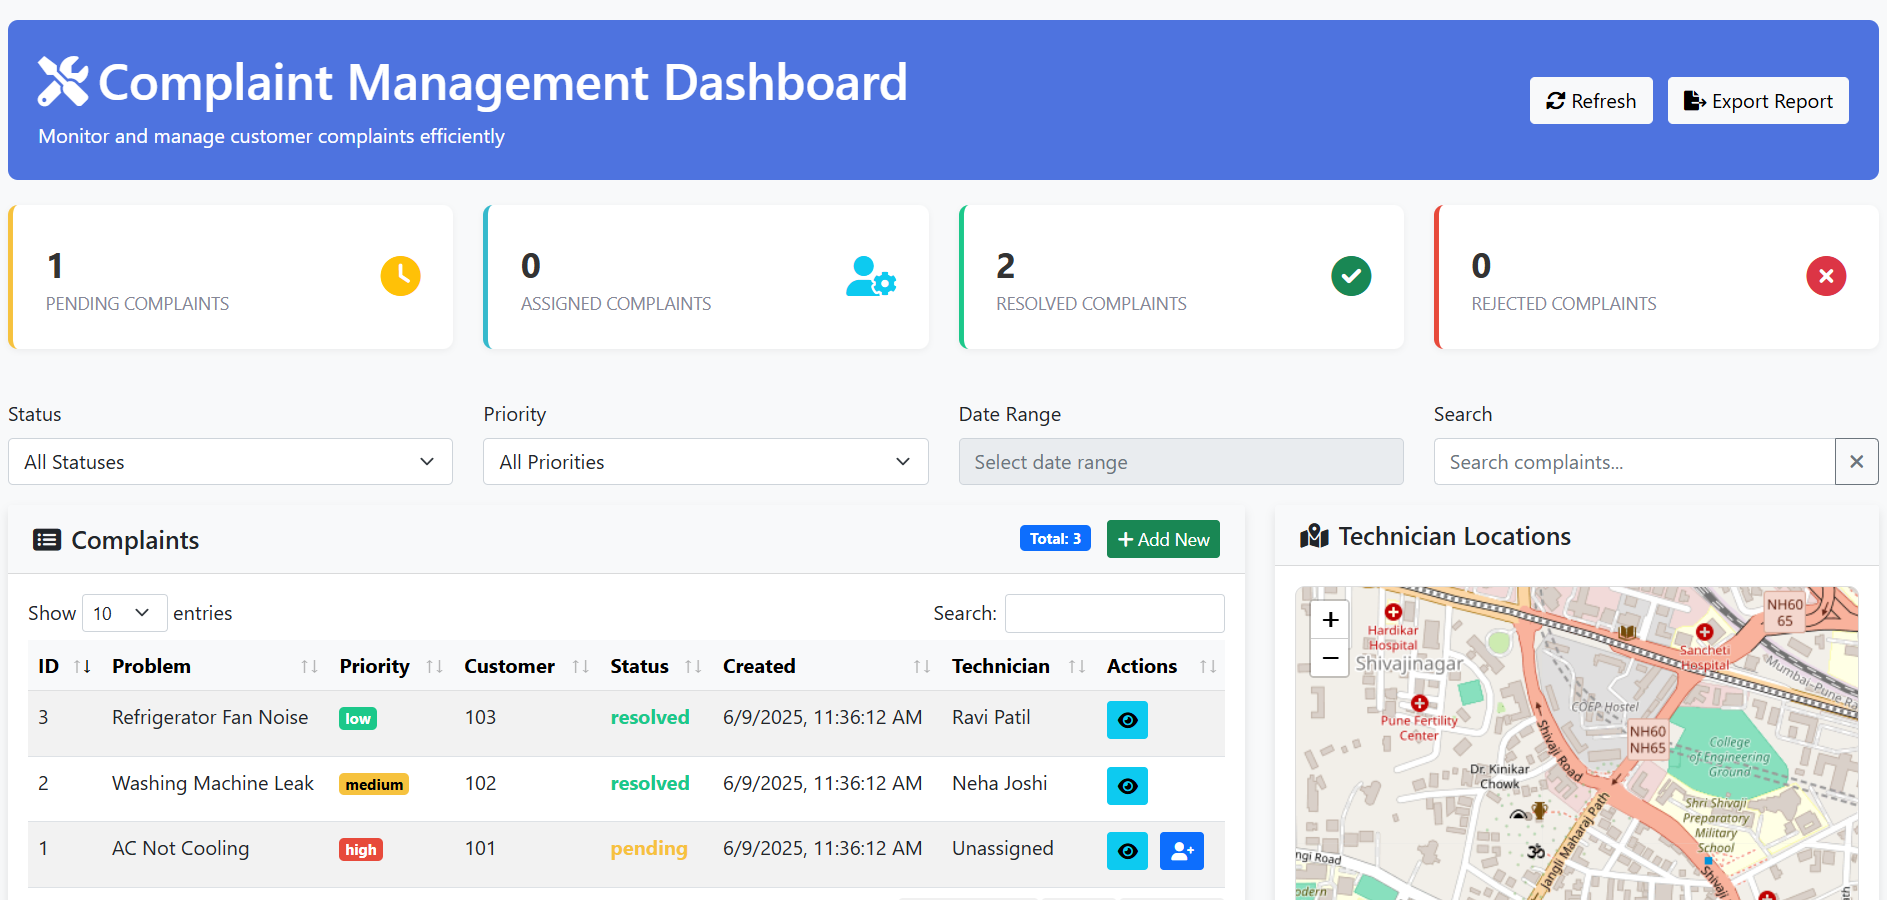 Complaint Management Dashboard
Monitor and manage customer complaints efficiently
Refresh
Export Report
1
PENDING COMPLAINTS
0
ASSIGNED COMPLAINTS
2
RESOLVED COMPLAINTS
0
REJECTED COMPLAINTS
Status
All Statuses
Priority
All Priorities
Date Range
Select date range
Search
Search complaints...
Complaints
Total: 3
Add New
Show 10 entries
Search:
ID Problem Priority Customer Status Created Technician Actions
3 Refrigerator Fan Noise low 103 resolved 6/9/2025, 11:36:12 AM Ravi Patil
2 Washing Machine Leak medium 102 resolved 6/9/2025, 11:36:12 AM Neha Joshi
1 AC Not Cooling high 101 pending 6/9/2025, 11:36:12 AM Unassigned
Technician Locations
+
−
Hardikar
Hospital
Shivajinagar
Pune Fertility
Center
NH60
65
Sancheti
Hospital
Mumbai-Pune Ra
COEP Hostel
NH60
NH65
College
of Engineering
Ground
Shivaji Road
Dr. Kinikar
Chowk
Shri Shivaji
Preparatory
Military
School
Jangli Maharaj Path
ॐ
ngi Road
odern
Shivaji